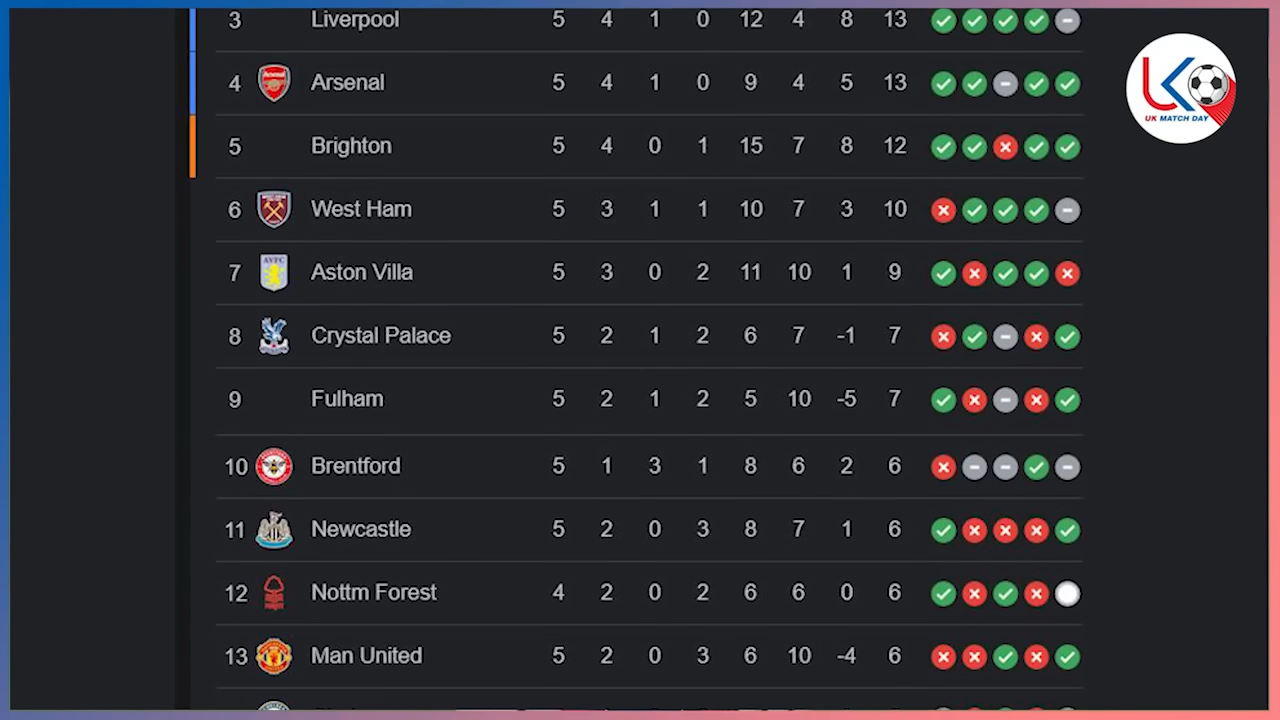 3 Liverpool 5 4 1 0 12 4 8 13
4 Arsenal 5 4 1 0 9 4 5 13
5 Brighton 5 4 0 1 15 7 8 12
6 West Ham 5 3 1 1 10 7 3 10
7 Aston Villa 5 3 0 2 11 10 1 9
8 Crystal Palace 5 2 1 2 6 7 -1 7
9 Fulham 5 2 1 2 5 10 -5 7
10 Brentford 5 1 3 1 8 6 2 6
11 Newcastle 5 2 0 3 8 7 1 6
12 Nottm Forest 4 2 0 2 6 6 0 6
13 Man United 5 2 0 3 6 10 -4 6
UK
UK MATCH DAY
Arsenal
AVFC